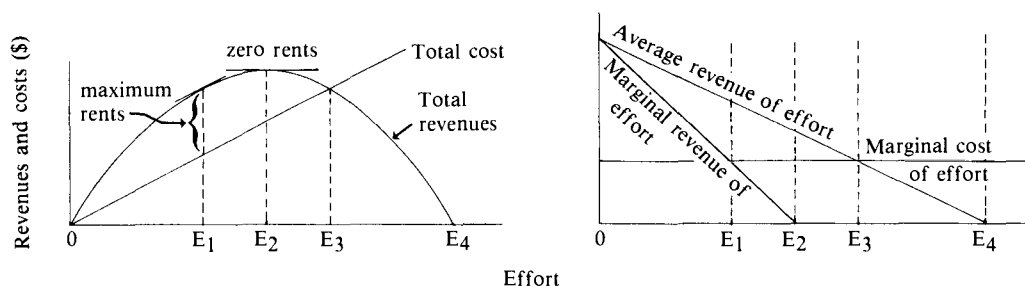 Revenues and costs ($)
zero rents
Total cost
maximum
rents
Total
revenues
0
E1
E2
E3
E4
Average revenue of effort
Marginal revenue of
effort
Marginal cost
of effort
0
E1
E2
E3
E4
Effort